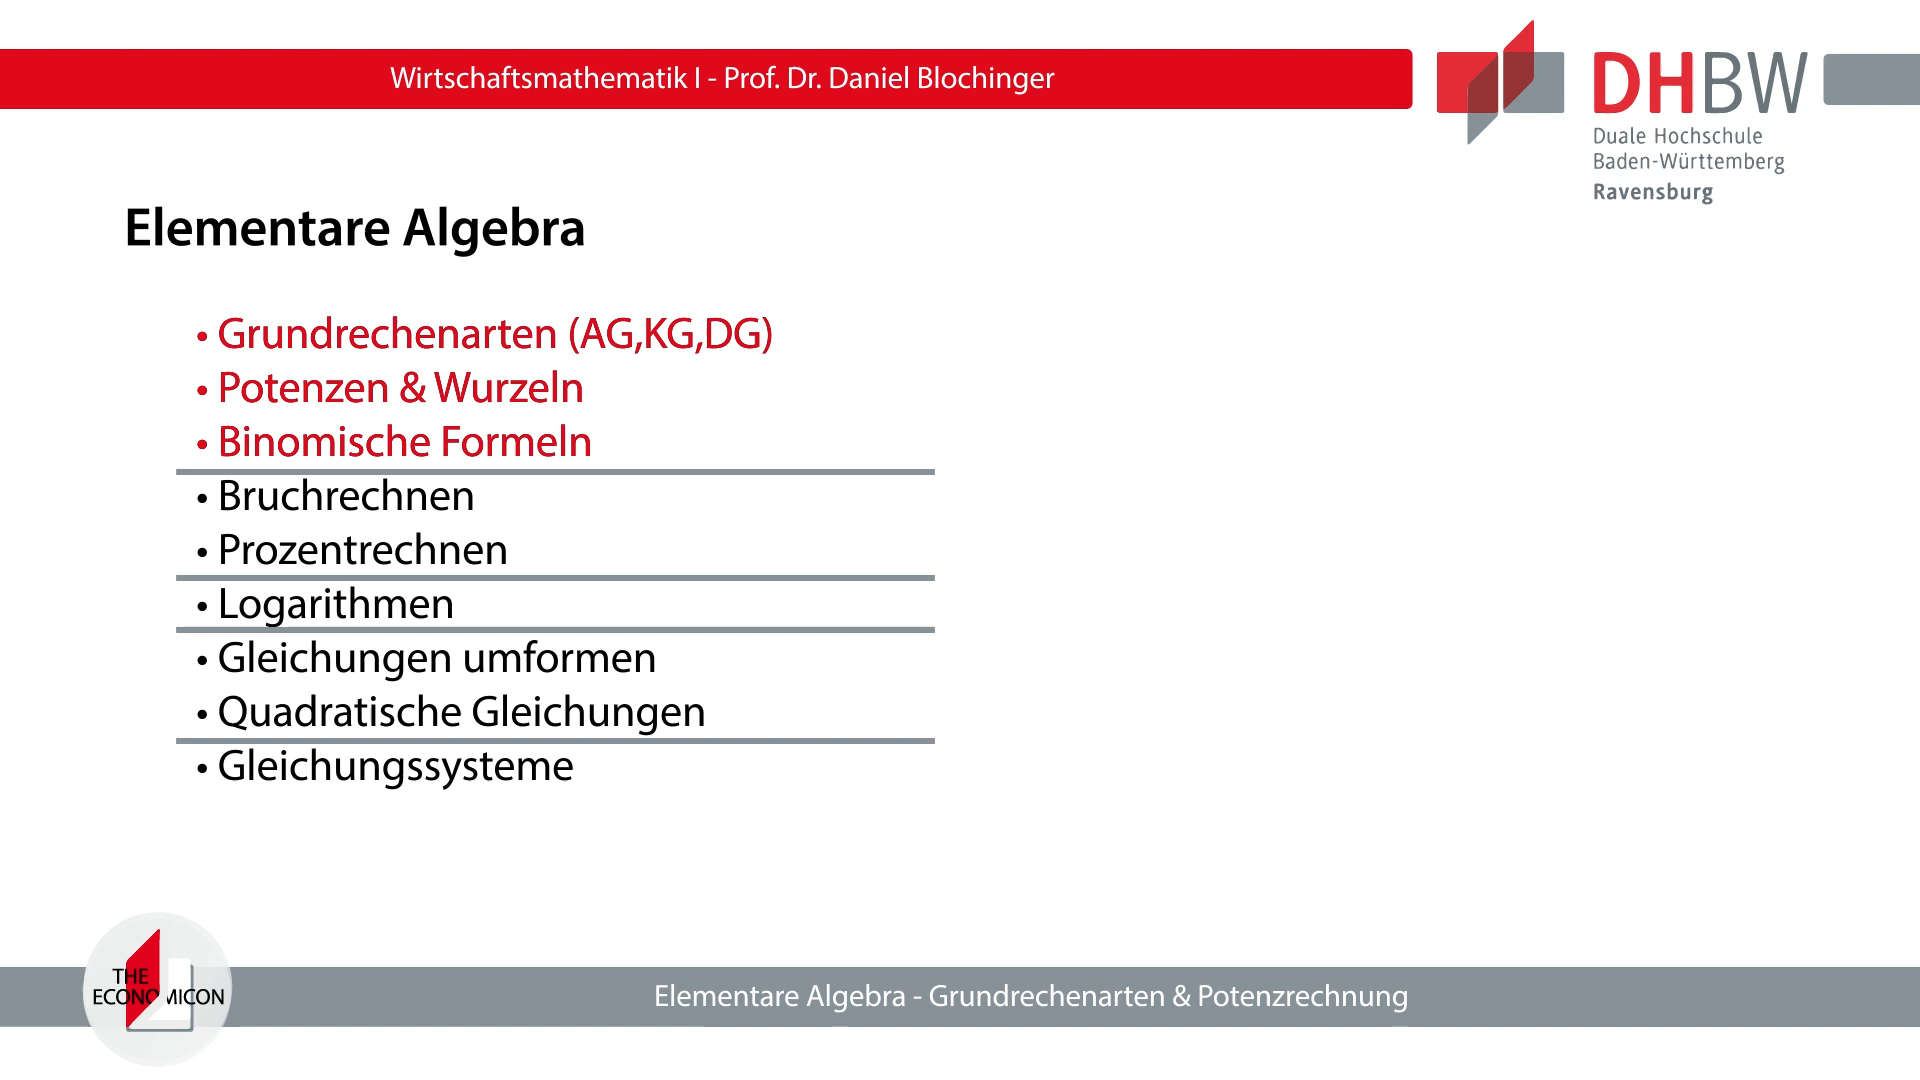 Wirtschaftsmathematik I - Prof. Dr. Daniel Blochinger
DHBW
Duale Hochschule
Baden-Württemberg
Ravensburg
Elementare Algebra
• Grundrechenarten (AG,KG,DG)
• Potenzen & Wurzeln
• Binomische Formeln
• Bruchrechnen
• Prozentrechnen
• Logarithmen
• Gleichungen umformen
• Quadratische Gleichungen
• Gleichungssysteme
THE
ECONOMICON
Elementare Algebra - Grundrechenarten & Potenzrechnung